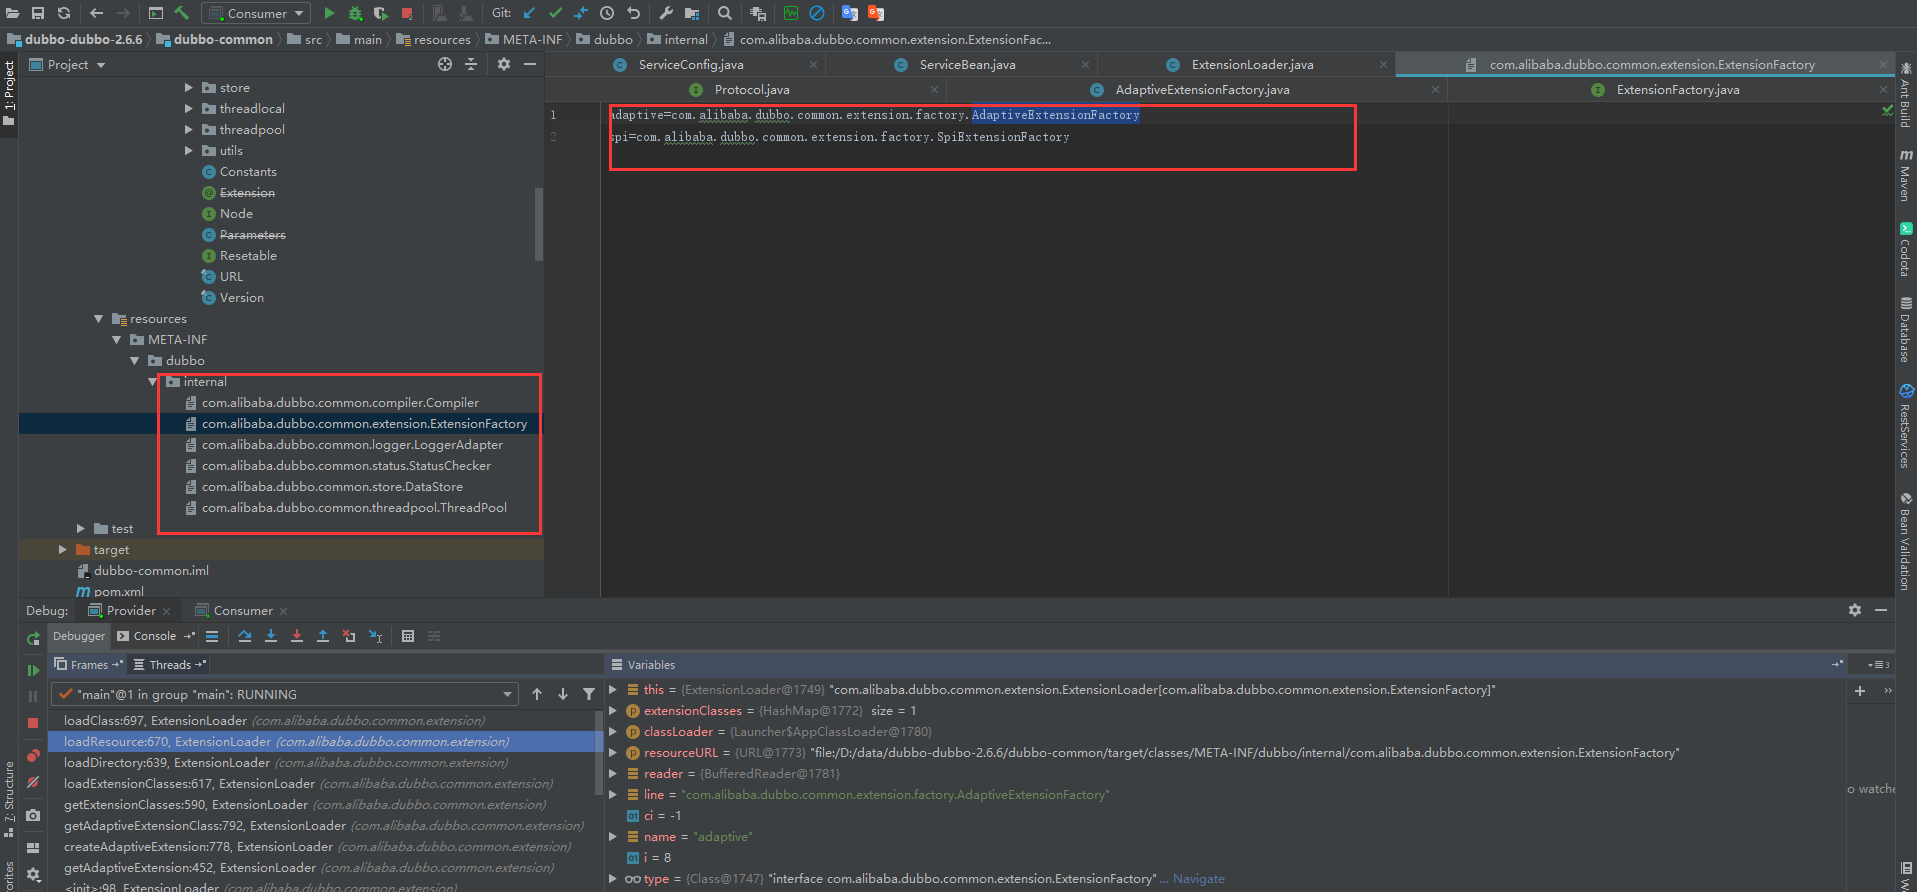 Consumer
Git:
dubbo-dubbo-2.6.6
dubbo-common
src
main
resources
META-INF
dubbo
internal
com.alibaba.dubbo.common.extension.ExtensionFac...
1: Project
Project
ServiceConfig.java
ServiceBean.java
ExtensionLoader.java
com.alibaba.dubbo.common.extension.ExtensionFactory
Protocol.java
AdaptiveExtensionFactory.java
ExtensionFactory.java
1
adaptive=com.alibaba.dubbo.common.extension.factory.AdaptiveExtensionFactory
2
spi=com.alibaba.dubbo.common.extension.factory.SpiExtensionFactory
store
threadlocal
threadpool
utils
Constants
Extension
Node
Parameters
Resetable
URL
Version
resources
META-INF
dubbo
internal
com.alibaba.dubbo.common.compiler.Compiler
com.alibaba.dubbo.common.extension.ExtensionFactory
com.alibaba.dubbo.common.logger.LoggerAdapter
com.alibaba.dubbo.common.status.StatusChecker
com.alibaba.dubbo.common.store.DataStore
com.alibaba.dubbo.common.threadpool.ThreadPool
test
target
dubbo-common.iml
pom.xml
Ant Build
Maven
Codota
Database
RestServices
Bean Validation
Debug:
Provider
Consumer
Debugger
Console
Frames
Threads
Variables
"main"@1 in group "main": RUNNING
loadClass:697, ExtensionLoader (com.alibaba.dubbo.common.extension)
loadResource:670, ExtensionLoader (com.alibaba.dubbo.common.extension)
loadDirectory:639, ExtensionLoader (com.alibaba.dubbo.common.extension)
loadExtensionClasses:617, ExtensionLoader (com.alibaba.dubbo.common.extension)
getExtensionClasses:590, ExtensionLoader (com.alibaba.dubbo.common.extension)
getAdaptiveExtensionClass:792, ExtensionLoader (com.alibaba.dubbo.common.extension)
createAdaptiveExtension:778, ExtensionLoader (com.alibaba.dubbo.common.extension)
getAdaptiveExtension:452, ExtensionLoader (com.alibaba.dubbo.common.extension)
<init>:98, ExtensionLoader (com.alibaba.dubbo.common.extension)
this = {ExtensionLoader@1749} "com.alibaba.dubbo.common.extension.ExtensionLoader[com.alibaba.dubbo.common.extension.ExtensionFactory]"
extensionClasses = {HashMap@1772} size = 1
classLoader = {Launcher$AppClassLoader@1780}
resourceURL = {URL@1773} "file:/D:/data/dubbo-dubbo-2.6.6/dubbo-common/target/classes/META-INF/dubbo/internal/com.alibaba.dubbo.common.extension.ExtensionFactory"
reader = {BufferedReader@1781}
line = "com.alibaba.dubbo.common.extension.factory.AdaptiveExtensionFactory"
ci = -1
name = "adaptive"
i = 8
type = {Class@1747} "interface com.alibaba.dubbo.common.extension.ExtensionFactory" ... Navigate
3
o watche
7: Structure